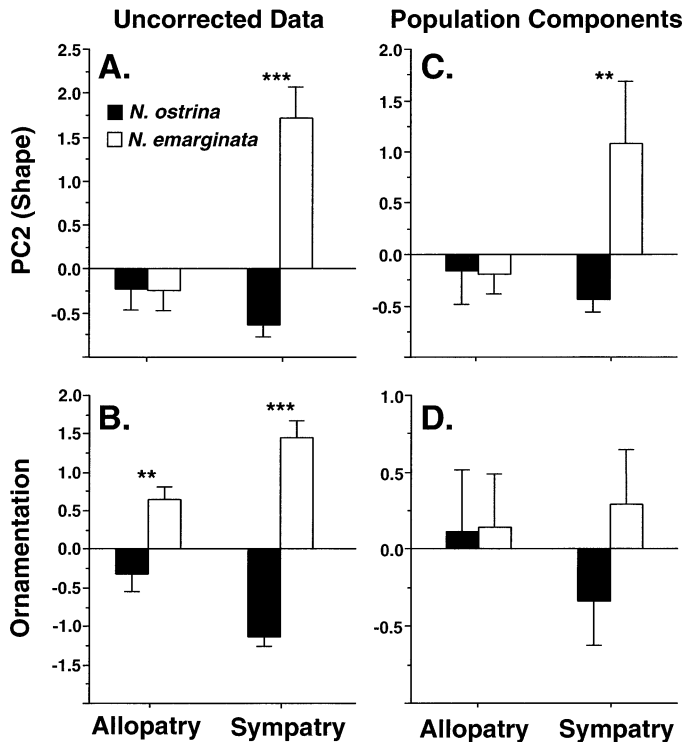 Uncorrected Data
Population Components
PC2 (Shape)
A.
2.5
2.0
1.5
1.0
0.5
0.0
-0.5
***
N. ostrina
N. emarginata
C.
2.0
1.5
1.0
0.5
0.0
-0.5
**
Ornamentation
B.
2.0
1.5
1.0
0.5
0.0
-0.5
-1.0
-1.5
**
***
Allopatry
Sympatry
D.
1.0
0.5
0.0
-0.5
Allopatry
Sympatry